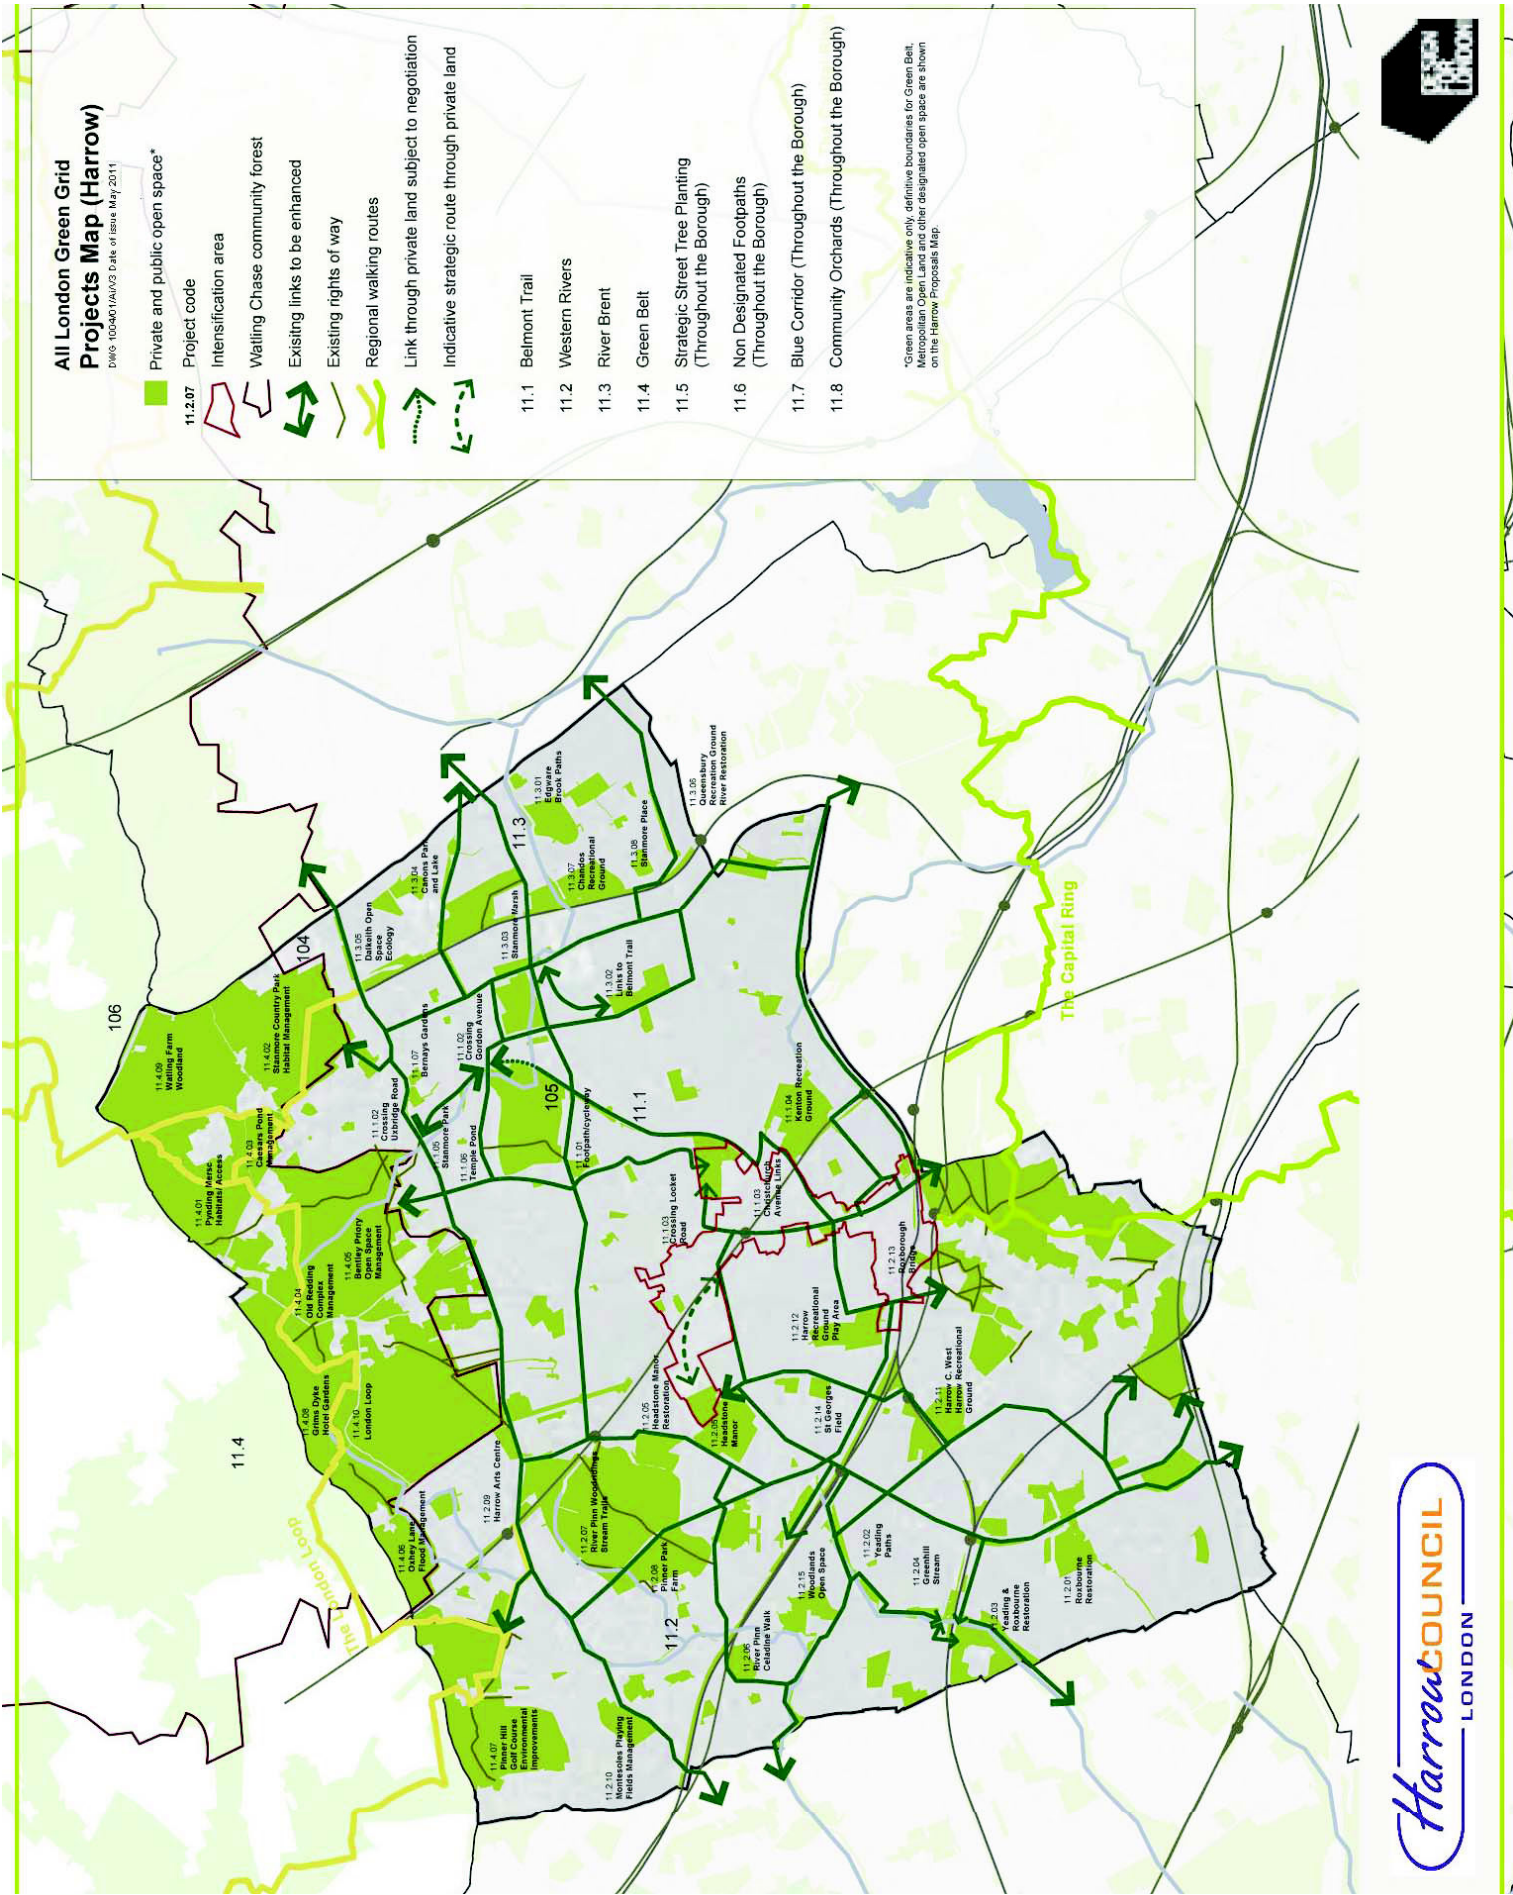 All London Green Grid
Projects Map (Harrow)
DWG 1004/01/AI/V3 Date of issue May 2011
Private and public open space*
11.2.07 Project code
Intensification area
Watling Chase community forest
Exisiting links to be enhanced
Existing rights of way
Regional walking routes
Link through private land subject to negotiation
Indicative strategic route through private land
11.1 Belmont Trail
11.2 Western Rivers
11.3 River Brent
11.4 Green Belt
11.5 Strategic Street Tree Planting
(Throughout the Borough)
11.6 Non Designated Footpaths
(Throughout the Borough)
11.7 Blue Corridor (Throughout the Borough)
11.8 Community Orchards (Throughout the Borough)
*Green areas are indicative only, definitive boundaries for Green Belt,
Metropolitan Open Land and other designated open space are shown
on the Harrow Proposals Map.
106
104
105
11.1
11.2
11.3
11.4
The London Loop
The Capital Ring
11.4.09
Watling Farm
Woodland
11.4.02
Stanmore Country Park
Habitat Management
11.4.03
Caesars Pond
Management
11.4.01
Pynding Mersc
Habitats/ Access
11.4.05
Bentley Priory
Open Space
Management
11.4.04
Old Redding
Complex
Management
11.4.08
Grims Dyke
Hotel Gardens
11.4.10
London Loop
11.4.06
Oxhey Lane
Flood Management
11.4.07
Pinner Hill
Golf Course
Environmental
Improvements
11.3.05
Dalkeith Open
Space
Ecology
11.3.04
Canons Park
and Lake
11.3.01
Edgware
Brook Paths
11.3.07
Chandos
Recreational
Ground
11.3.08
Stanmore Place
11.3.06
Queensbury
Recreation Ground
River Restoration
11.3.03
Stanmore Marsh
11.3.02
Links to
Belmont Trail
11.1.07
Bernays Gardens
11.1.02
Crossing
Gordon Avenue
11.1.02
Crossing
Uxbridge Road
11.1.05
Stanmore Park
11.1.06
Temple Pond
11.1.01
Footpath/cycleway
11.1.04
Kenton Recreation
Ground
11.1.03
Christchurch
Avenue Links
11.1.03
Crossing Locket
Road
11.2.13
Roxborough
Bridge
11.2.12
Harrow
Recreational
Ground
Play Area
11.2.11
Harrow C. West
Harrow Recreational
Ground
11.2.05
Headstone Manor
Restoration
Headstone
Manor
11.2.14
St Georges
Field
11.2.09
Harrow Arts Centre
11.2.07
River Pinn Woodridings
Stream Trails
11.2.08
Pinner Park
Farm
11.2.15
Woodlands
Open Space
11.2.06
River Pinn
Celadine Walk
11.2.10
Montesoles Playing
Fields Management
11.2.02
Yeading
Paths
11.2.04
Greenhill
Stream
11.2.03
Yeading &
Roxbourne
Restoration
11.2.01
Roxbourne
Restoration
DESIGN
FOR
LONDON
HarrowCOUNCIL
LONDON